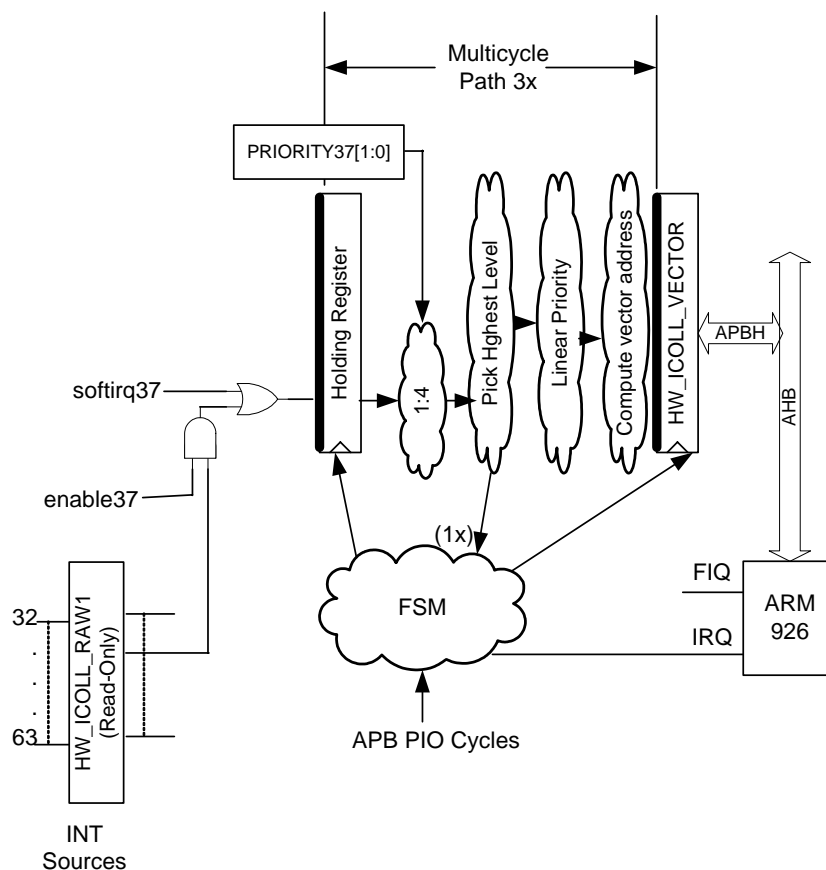 Multicycle
Path 3x
PRIORITY37[1:0]
Holding Register
1:4
Pick Hghest Level
Linear Priority
Compute vector address
HW_ICOLL_VECTOR
APBH
AHB
softirq37
enable37
(1x)
FSM
FIQ
IRQ
ARM
926
32
.
.
.
63
HW_ICOLL_RAW1
(Read-Only)
APB PIO Cycles
INT
Sources